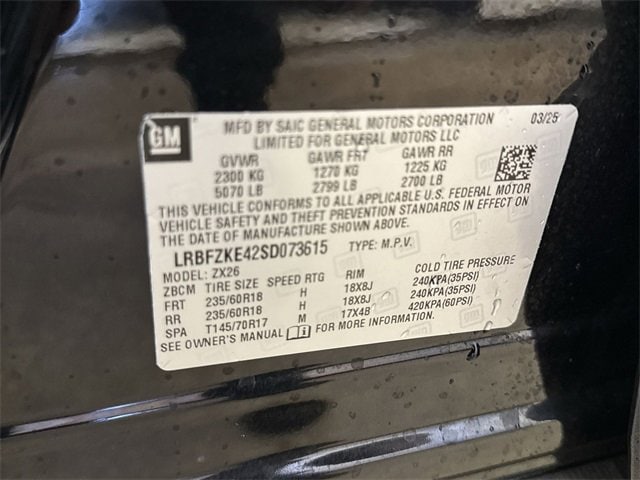 GM
MFD BY SAIC GENERAL MOTORS CORPORATION 03/25
LIMITED FOR GENERAL MOTORS LLC
GVWR GAWR FRT GAWR RR
2300 KG 1270 KG 1225 KG
5070 LB 2799 LB 2700 LB
THIS VEHICLE CONFORMS TO ALL APPLICABLE U.S. FEDERAL MOTOR
VEHICLE SAFETY AND THEFT PREVENTION STANDARDS IN EFFECT ON
THE DATE OF MANUFACTURE SHOWN ABOVE.
LRBFZKE42SD073615 TYPE: M.P.V.
MODEL: ZX26
ZBCM TIRE SIZE SPEED RTG RIM COLD TIRE PRESSURE
FRT 235/60R18 H 18X8J 240KPA(35PSI)
RR 235/60R18 H 18X8J 240KPA(35PSI)
SPA T145/70R17 M 17X4B 420KPA(60PSI)
SEE OWNER'S MANUAL FOR MORE INFORMATION.